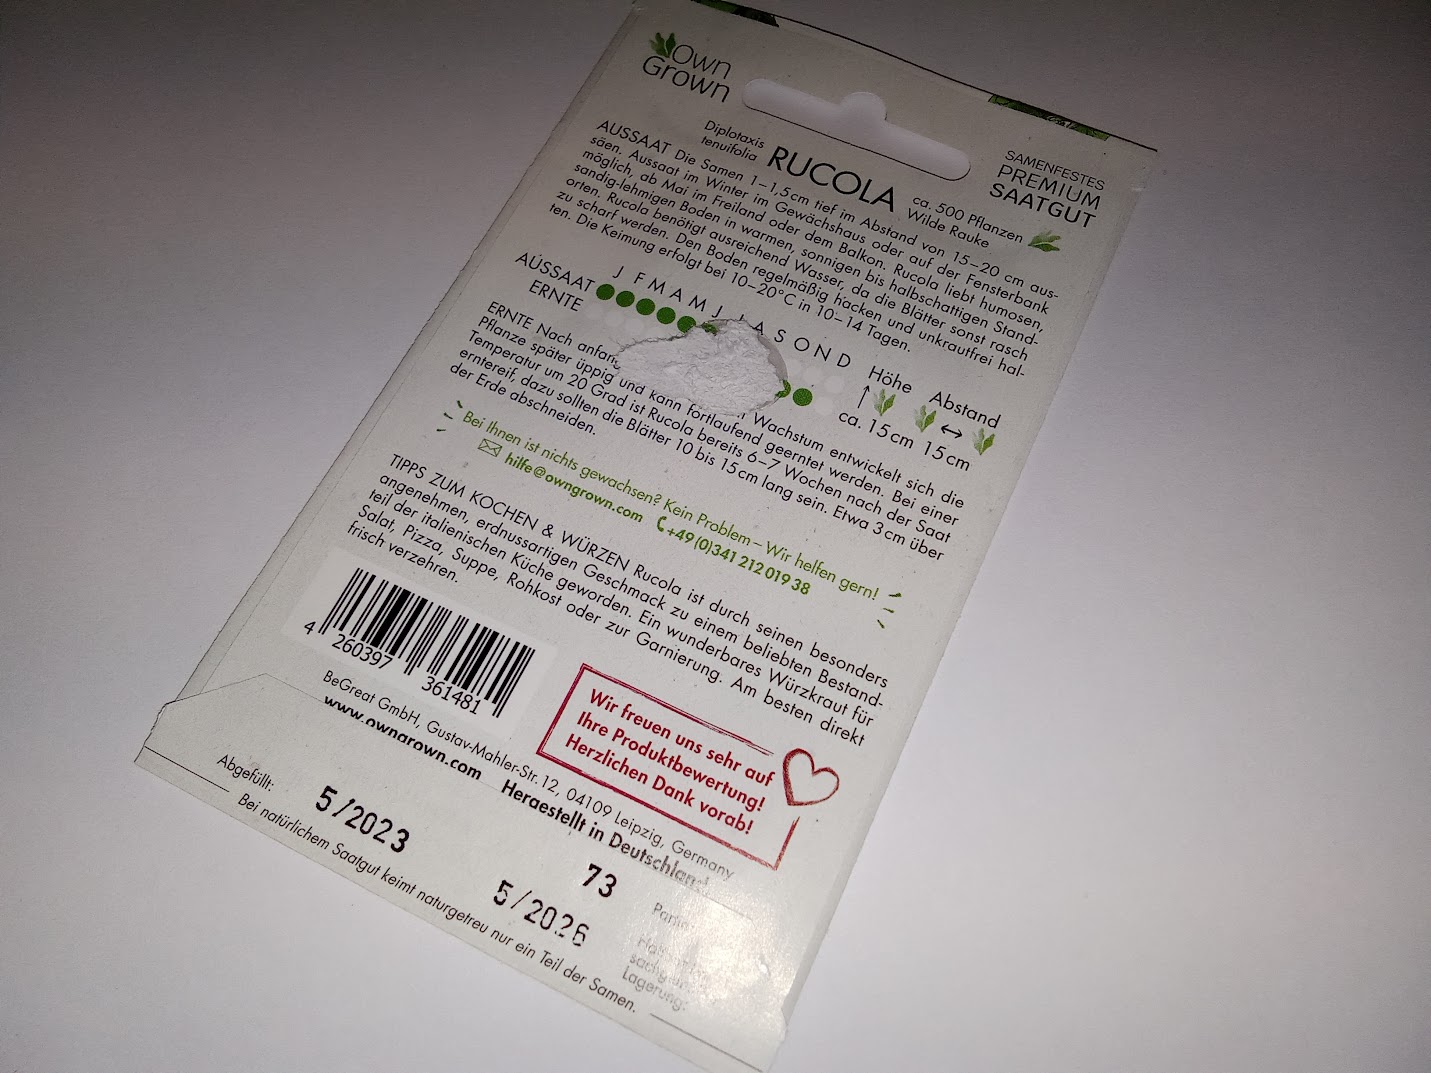 Own
Grown
Diplotaxis
tenuifolia
RUCOLA
ca. 500 Pflanzen
Wilde Rauke
SAMENFESTES
PREMIUM
SAATGUT
AUSSAAT Die Samen 1–1,5cm tief im Abstand von 15–20 cm aus-
säen. Aussaat im Winter im Gewächshaus oder auf der Fensterbank
möglich, ab Mai im Freiland oder dem Balkon. Rucola liebt humosen,
sandig-lehmigen Boden in warmen, sonnigen bis halbschattigen Stand-
orten. Rucola benötigt ausreichend Wasser, da die Blätter sonst rasch
zu scharf werden. Den Boden regelmäßig hacken und unkrautfrei hal-
ten. Die Keimung erfolgt bei 10–20°C in 10–14 Tagen.
J F M A M J J A S O N D
AUSSAAT
ERNTE
Höhe
ca. 15cm
Abstand
15cm
ERNTE Nach Wachstum entwickelt sich die
Pflanze später üppig und kann fortlaufend geerntet werden. Bei einer
Temperatur um 20 Grad ist Rucola bereits 6–7 Wochen nach der Saat
erntereif, dazu sollten die Blätter 10 bis 15cm lang sein. Etwa 3cm über
der Erde abschneiden.
Bei Ihnen ist nichts gewachsen? Kein Problem – Wir helfen gern!
hilfe@owngrown.com +49(0)341 212 019 38
TIPPS ZUM KOCHEN & WÜRZEN Rucola ist durch seinen besonders
angenehmen, erdnussartigen Geschmack zu einem beliebten Bestand-
teil der italienischen Küche geworden. Ein wunderbares Würzkraut für
Salat, Pizza, Suppe, Rohkost oder zur Garnierung. Am besten direkt
frisch verzehren.
4 260397 361481
Wir freuen uns sehr auf
Ihre Produktbewertung!
Herzlichen Dank vorab!
BeGreat GmbH, Gustav-Mahler-Str. 12, 04109 Leipzig, Germany
www.owngrown.com Hergestellt in Deutschland
Abgefüllt:
5/2023
73
5/2026
Lagerung:
Bei natürlichem Saatgut keimt naturgetreu nur ein Teil der Samen.